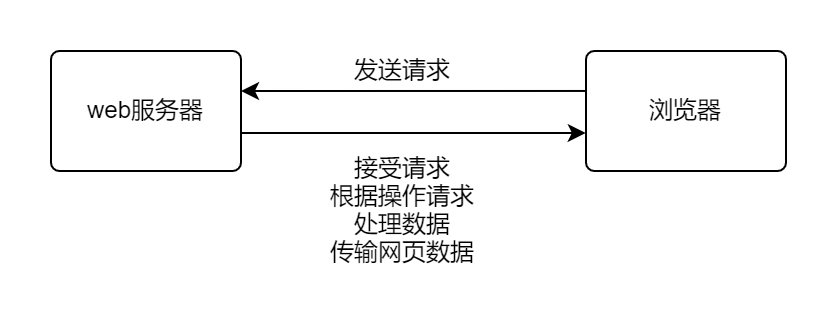 发送请求
web服务器
浏览器
接受请求
根据操作请求
处理数据
传输网页数据